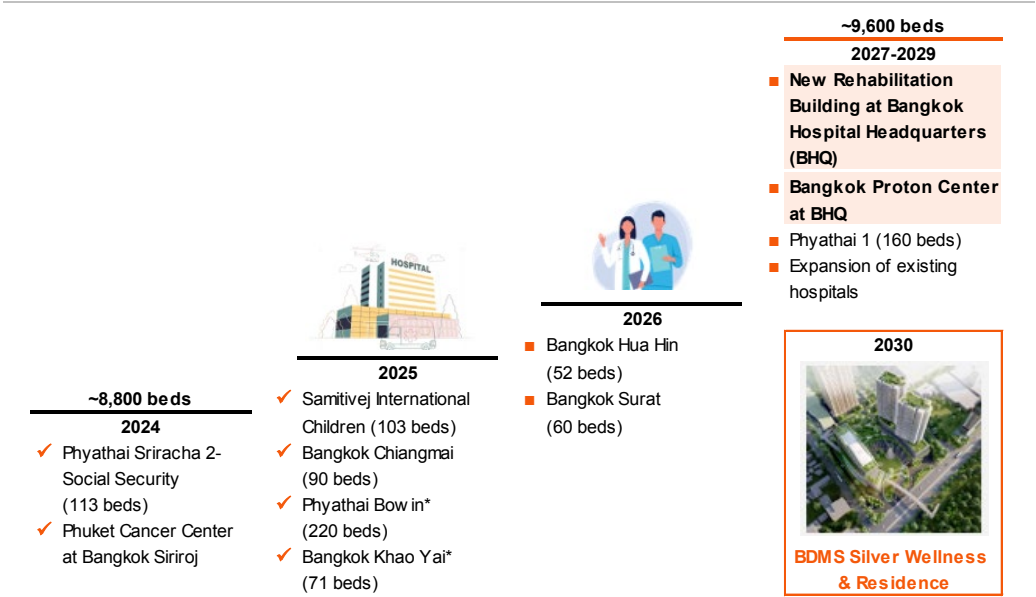 ~8,800 beds
2024
✓ Phyathai Sriracha 2-
Social Security
(113 beds)
✓ Phuket Cancer Center
at Bangkok Siriroj
HOSPITAL
2025
✓ Samitivej International
Children (103 beds)
✓ Bangkok Chiangmai
(90 beds)
✓ Phyathai Bowin*
(220 beds)
✓ Bangkok Khao Yai*
(71 beds)
2026
■ Bangkok Hua Hin
(52 beds)
■ Bangkok Surat
(60 beds)
~9,600 beds
2027-2029
■ New Rehabilitation
Building at Bangkok
Hospital Headquarters
(BHQ)
■ Bangkok Proton Center
at BHQ
■ Phyathai 1 (160 beds)
■ Expansion of existing
hospitals
2030
BDMS Silver Wellness
& Residence